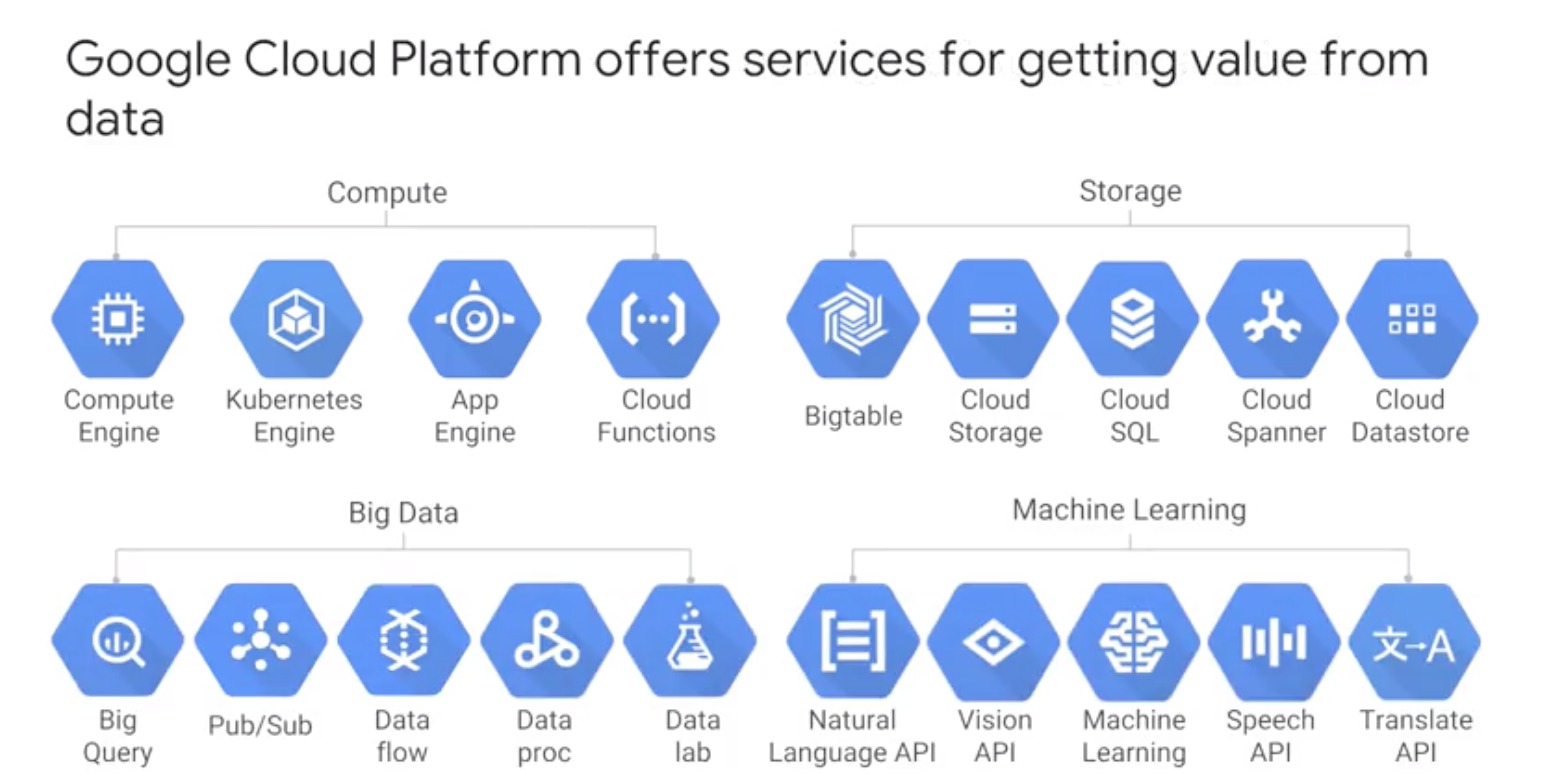 Google Cloud Platform offers services for getting value from
data
Compute
Compute
Engine
Kubernetes
Engine
App
Engine
Cloud
Functions
Storage
Bigtable
Cloud
Storage
Cloud
SQL
Cloud
Spanner
Cloud
Datastore
Big Data
Big
Query
Pub/Sub
Data
flow
Data
proc
Data
lab
Machine Learning
Natural
Language API
Vision
API
Machine
Learning
Speech
API
文→A
Translate
API